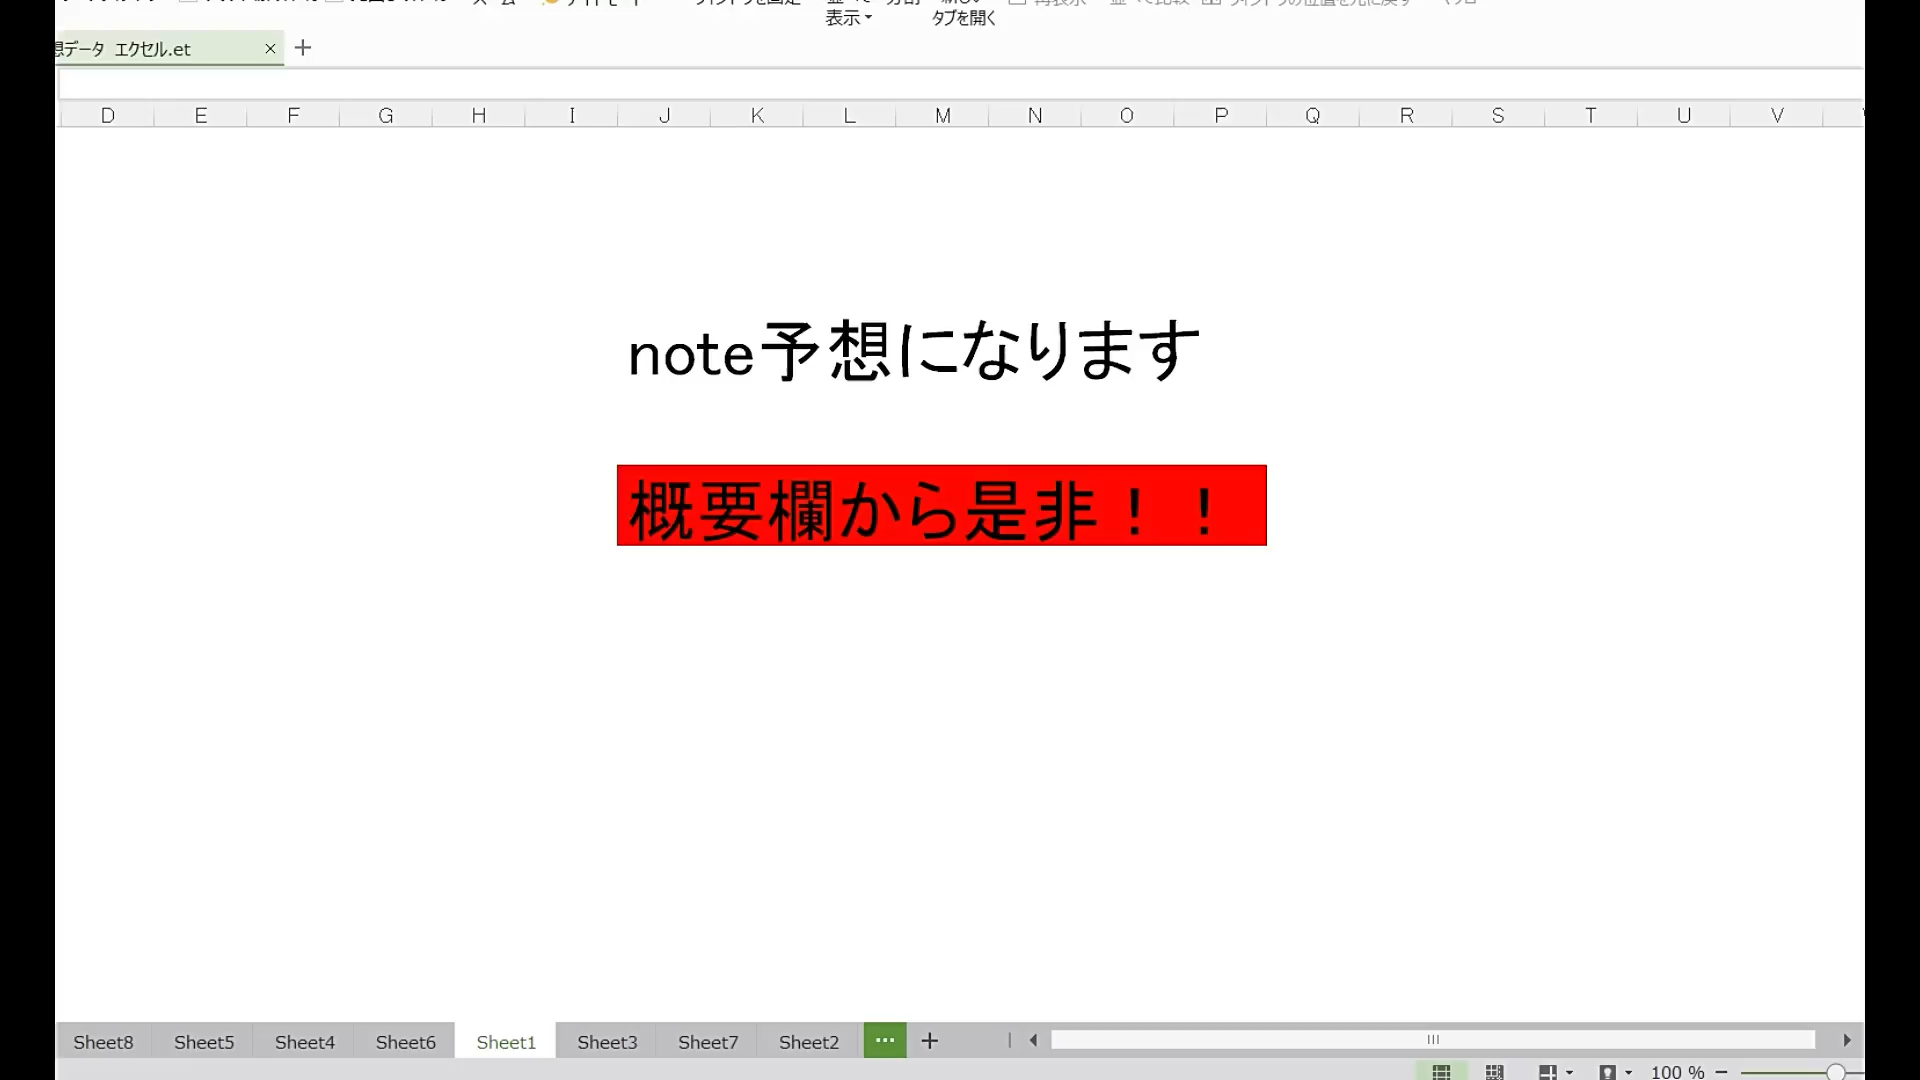 表示
タブを開く
データ エクセル.et
D E F G H I J K L M N O P Q R S T U V
note予想になります
概要欄から是非！！
Sheet8 Sheet5 Sheet4 Sheet6 Sheet1 Sheet3 Sheet7 Sheet2
100 %